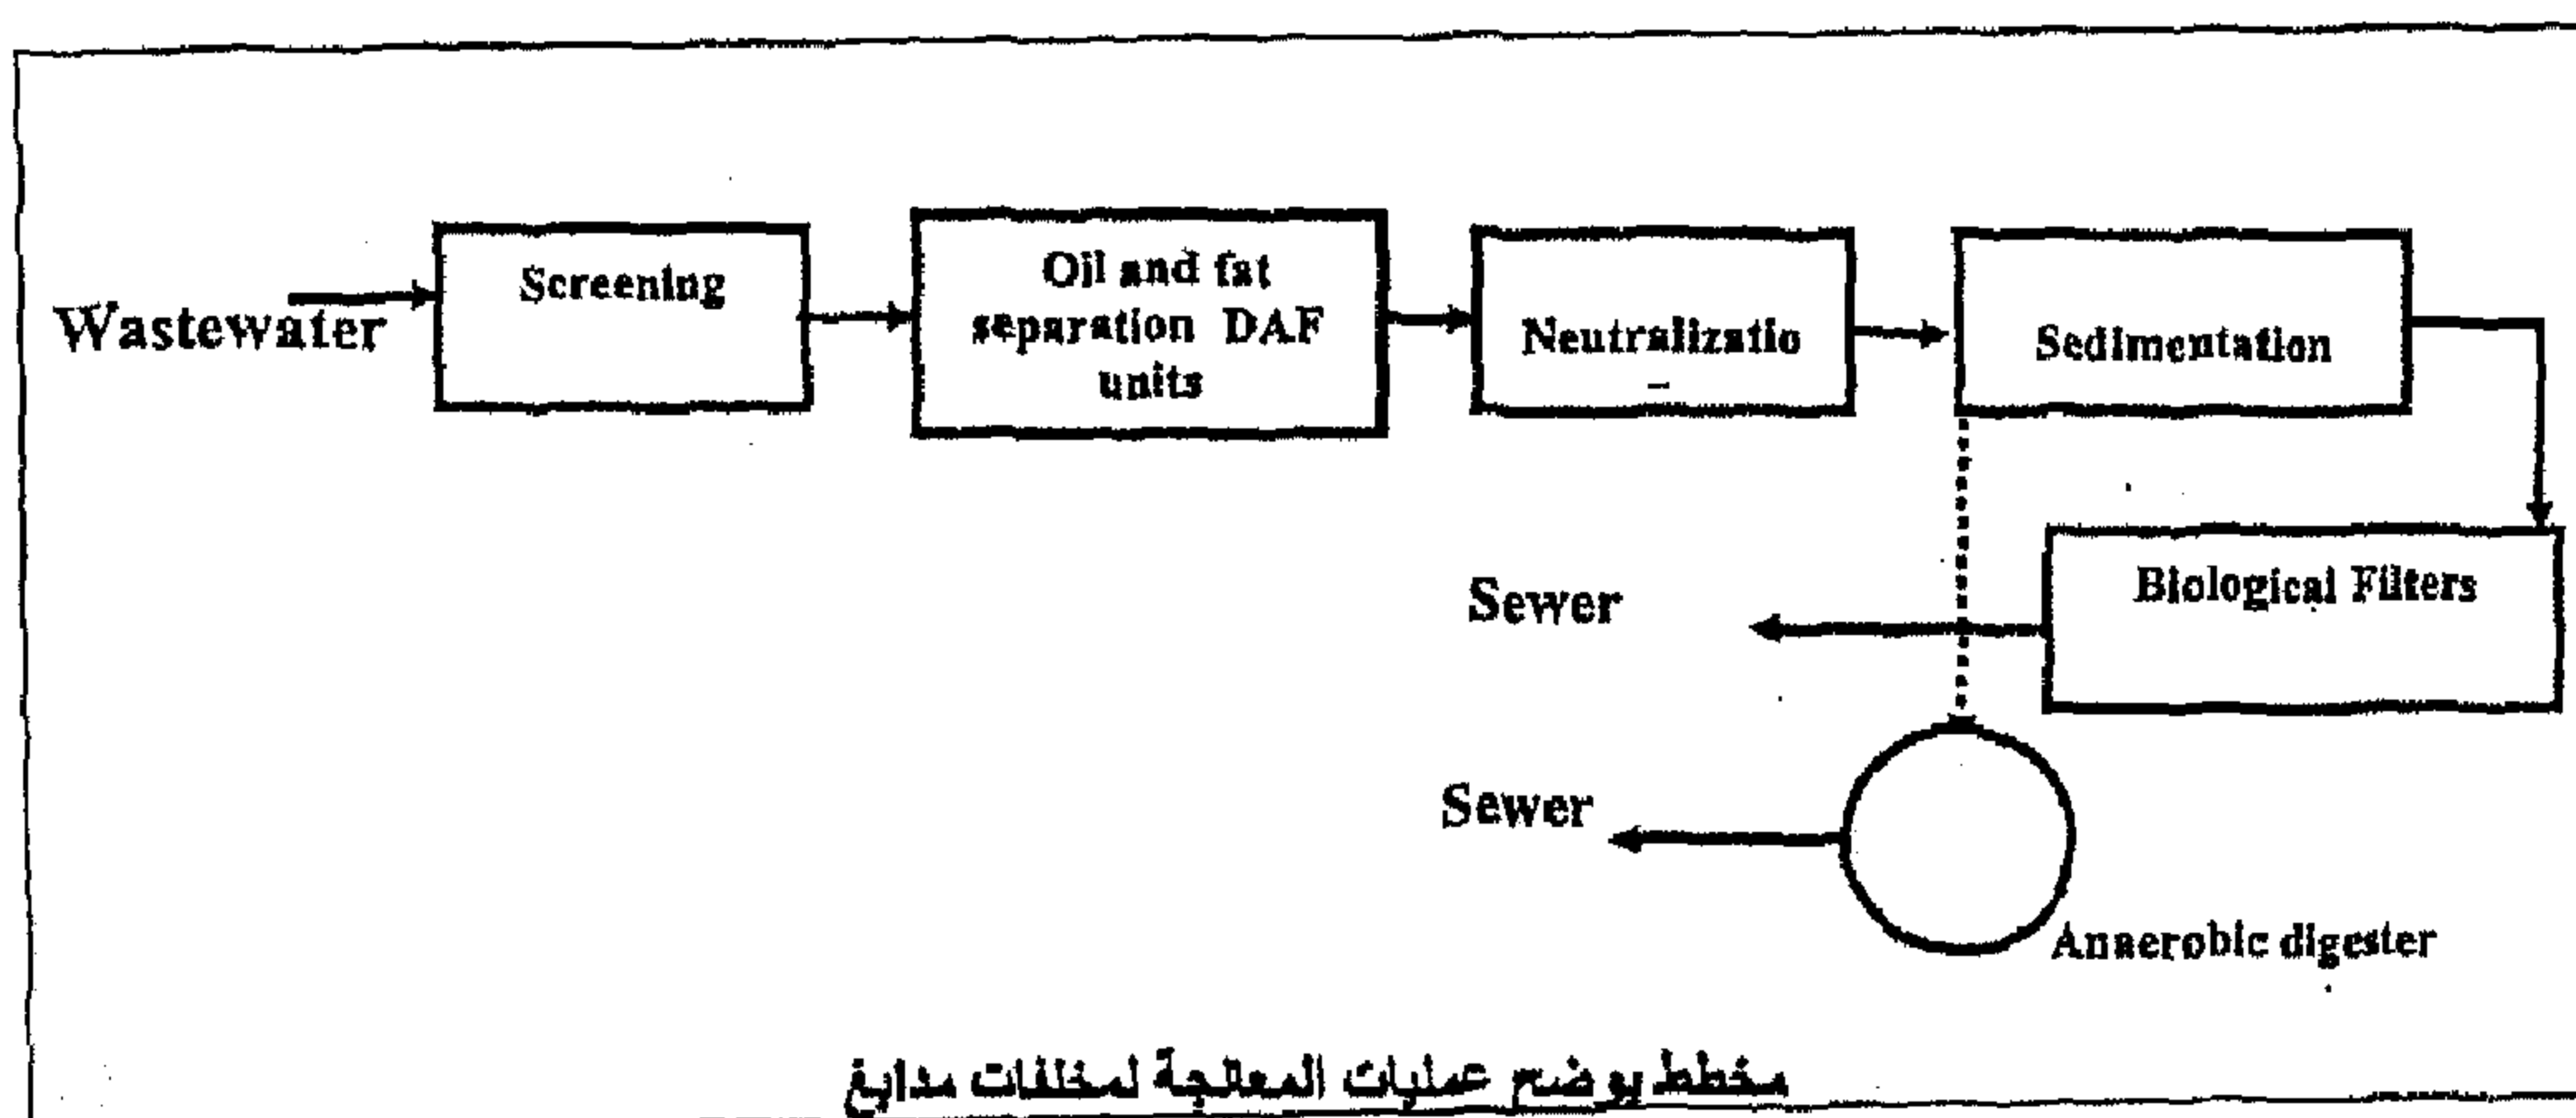 Wastewater
Screening
Oil and fat
separation DAF
units
Neutralizatio
Sedimentation
Biological Filters
Sewer
Sewer
Anaerobic digester
مخطط يوضح عمليات المعالجة لمخلفات مدابغ